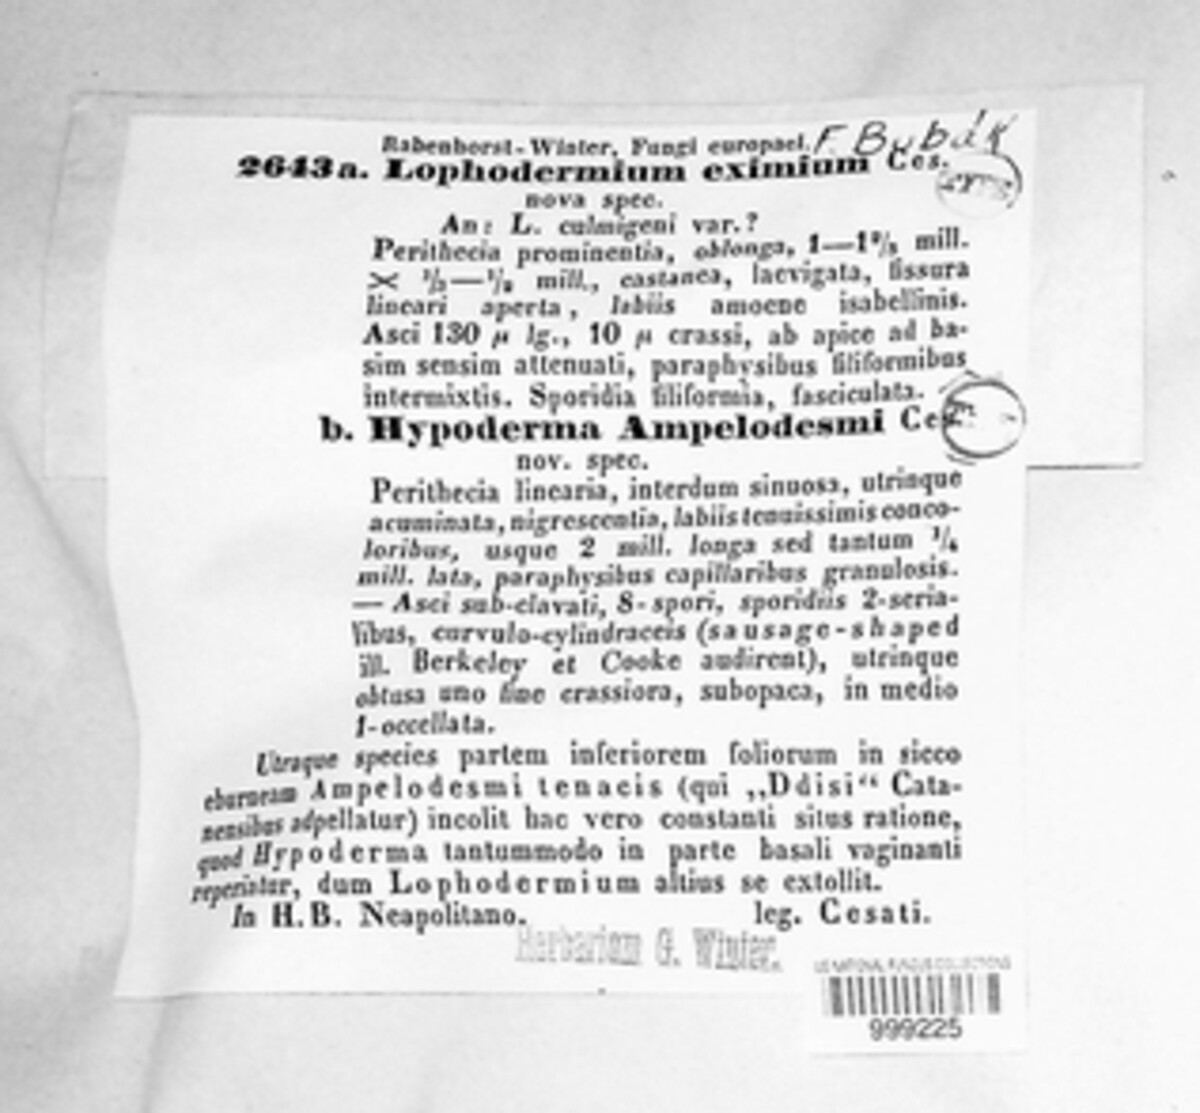 F. Bubák
Rabenhorst-Winter, Fungi europaei.
2643a. Lophodermium eximium Ces.
nova spec.
An: L. culmigeni var.?
Perithecia prominentia, oblonga, 1—1²/₃ mill.
× ¹/₃—¹/₂ mill., castanea, laevigata, fissura
lineari aperta, labiis amoene isabellinis.
Asci 130 µ lg., 10 µ crassi, ab apice ad ba-
sim sensim attenuati, paraphysibus filiformibus
intermixtis. Sporidia filiformia, fasciculata.
b. Hypoderma Ampelodesmi Ces.
nov. spec.
Perithecia linearia, interdum sinuosa, utrinque
acuminata, nigrescentia, labiis tenuissimis conco-
loribus, usque 2 mill. longa sed tantum ¹/₄
mill. lata, paraphysibus capillaribus granulosis.
— Asci sub-clavati, 8-spori, sporidiis 2-seria-
libus, curvulo-cylindraceis (sausage-shaped
ill. Berkeley et Cooke audirent), utrinque
obtusa uno fine crassiora, subopaca, in medio
1-occellata.
Utraque species partem inferiorem foliorum in sicco
eburneam Ampelodesmi tenacis (qui „Ddisi“ Cata-
nensibus adpellatur) incolit hac vero constanti situs ratione,
quod Hypoderma tantummodo in parte basali vaginanti
reperiatur, dum Lophodermium altius se extollit.
In H. B. Neapolitano. leg. Cesati.
Herbarium G. Winter.
US NATIONAL FUNGUS COLLECTIONS
999225